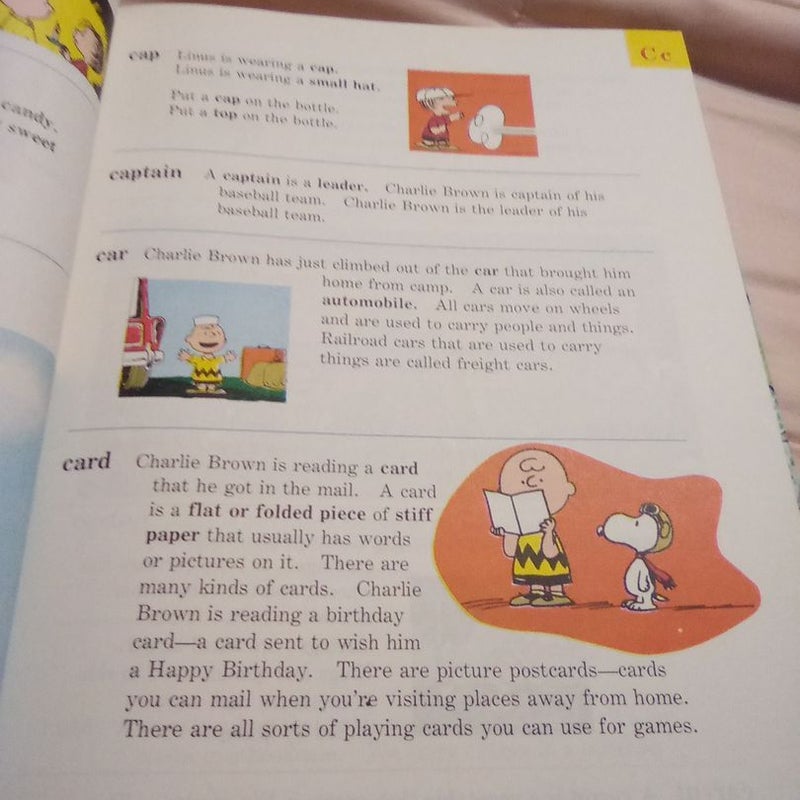 candy.
sweet
C c
cap Linus is wearing a cap.
Linus is wearing a small hat.
Put a cap on the bottle.
Put a top on the bottle.
captain A captain is a leader. Charlie Brown is captain of his
baseball team. Charlie Brown is the leader of his
baseball team.
car Charlie Brown has just climbed out of the car that brought him
home from camp. A car is also called an
automobile. All cars move on wheels
and are used to carry people and things.
Railroad cars that are used to carry
things are called freight cars.
card Charlie Brown is reading a card
that he got in the mail. A card
is a flat or folded piece of stiff
paper that usually has words
or pictures on it. There are
many kinds of cards. Charlie
Brown is reading a birthday
card—a card sent to wish him
a Happy Birthday. There are picture postcards—cards
you can mail when you're visiting places away from home.
There are all sorts of playing cards you can use for games.